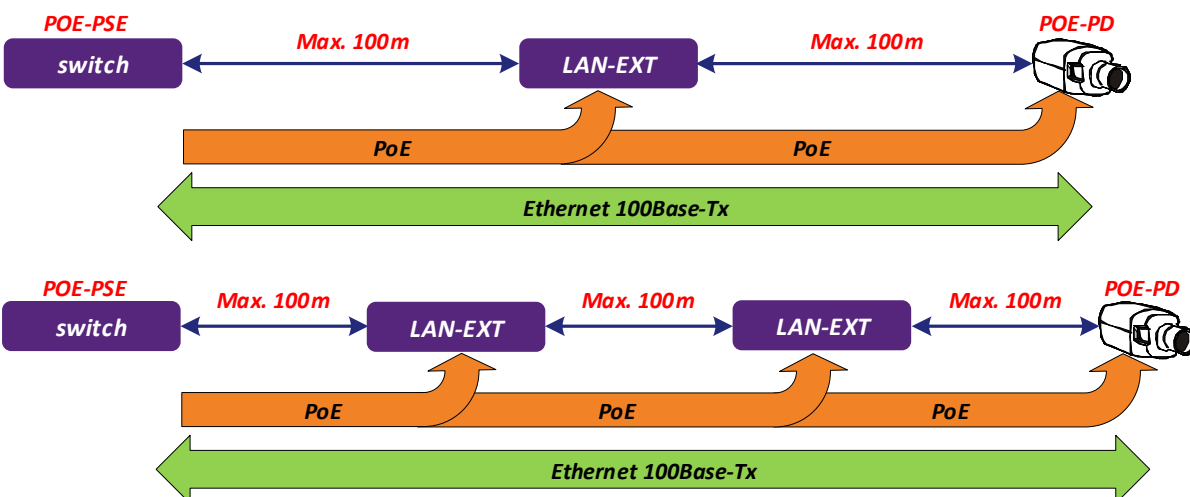 POE-PSE
POE-PD
Max. 100m
Max. 100m
switch
LAN-EXT
PoE
PoE
Ethernet 100Base-Tx
POE-PSE
POE-PD
Max. 100m
Max. 100m
Max. 100m
switch
LAN-EXT
LAN-EXT
PoE
PoE
PoE
Ethernet 100Base-Tx